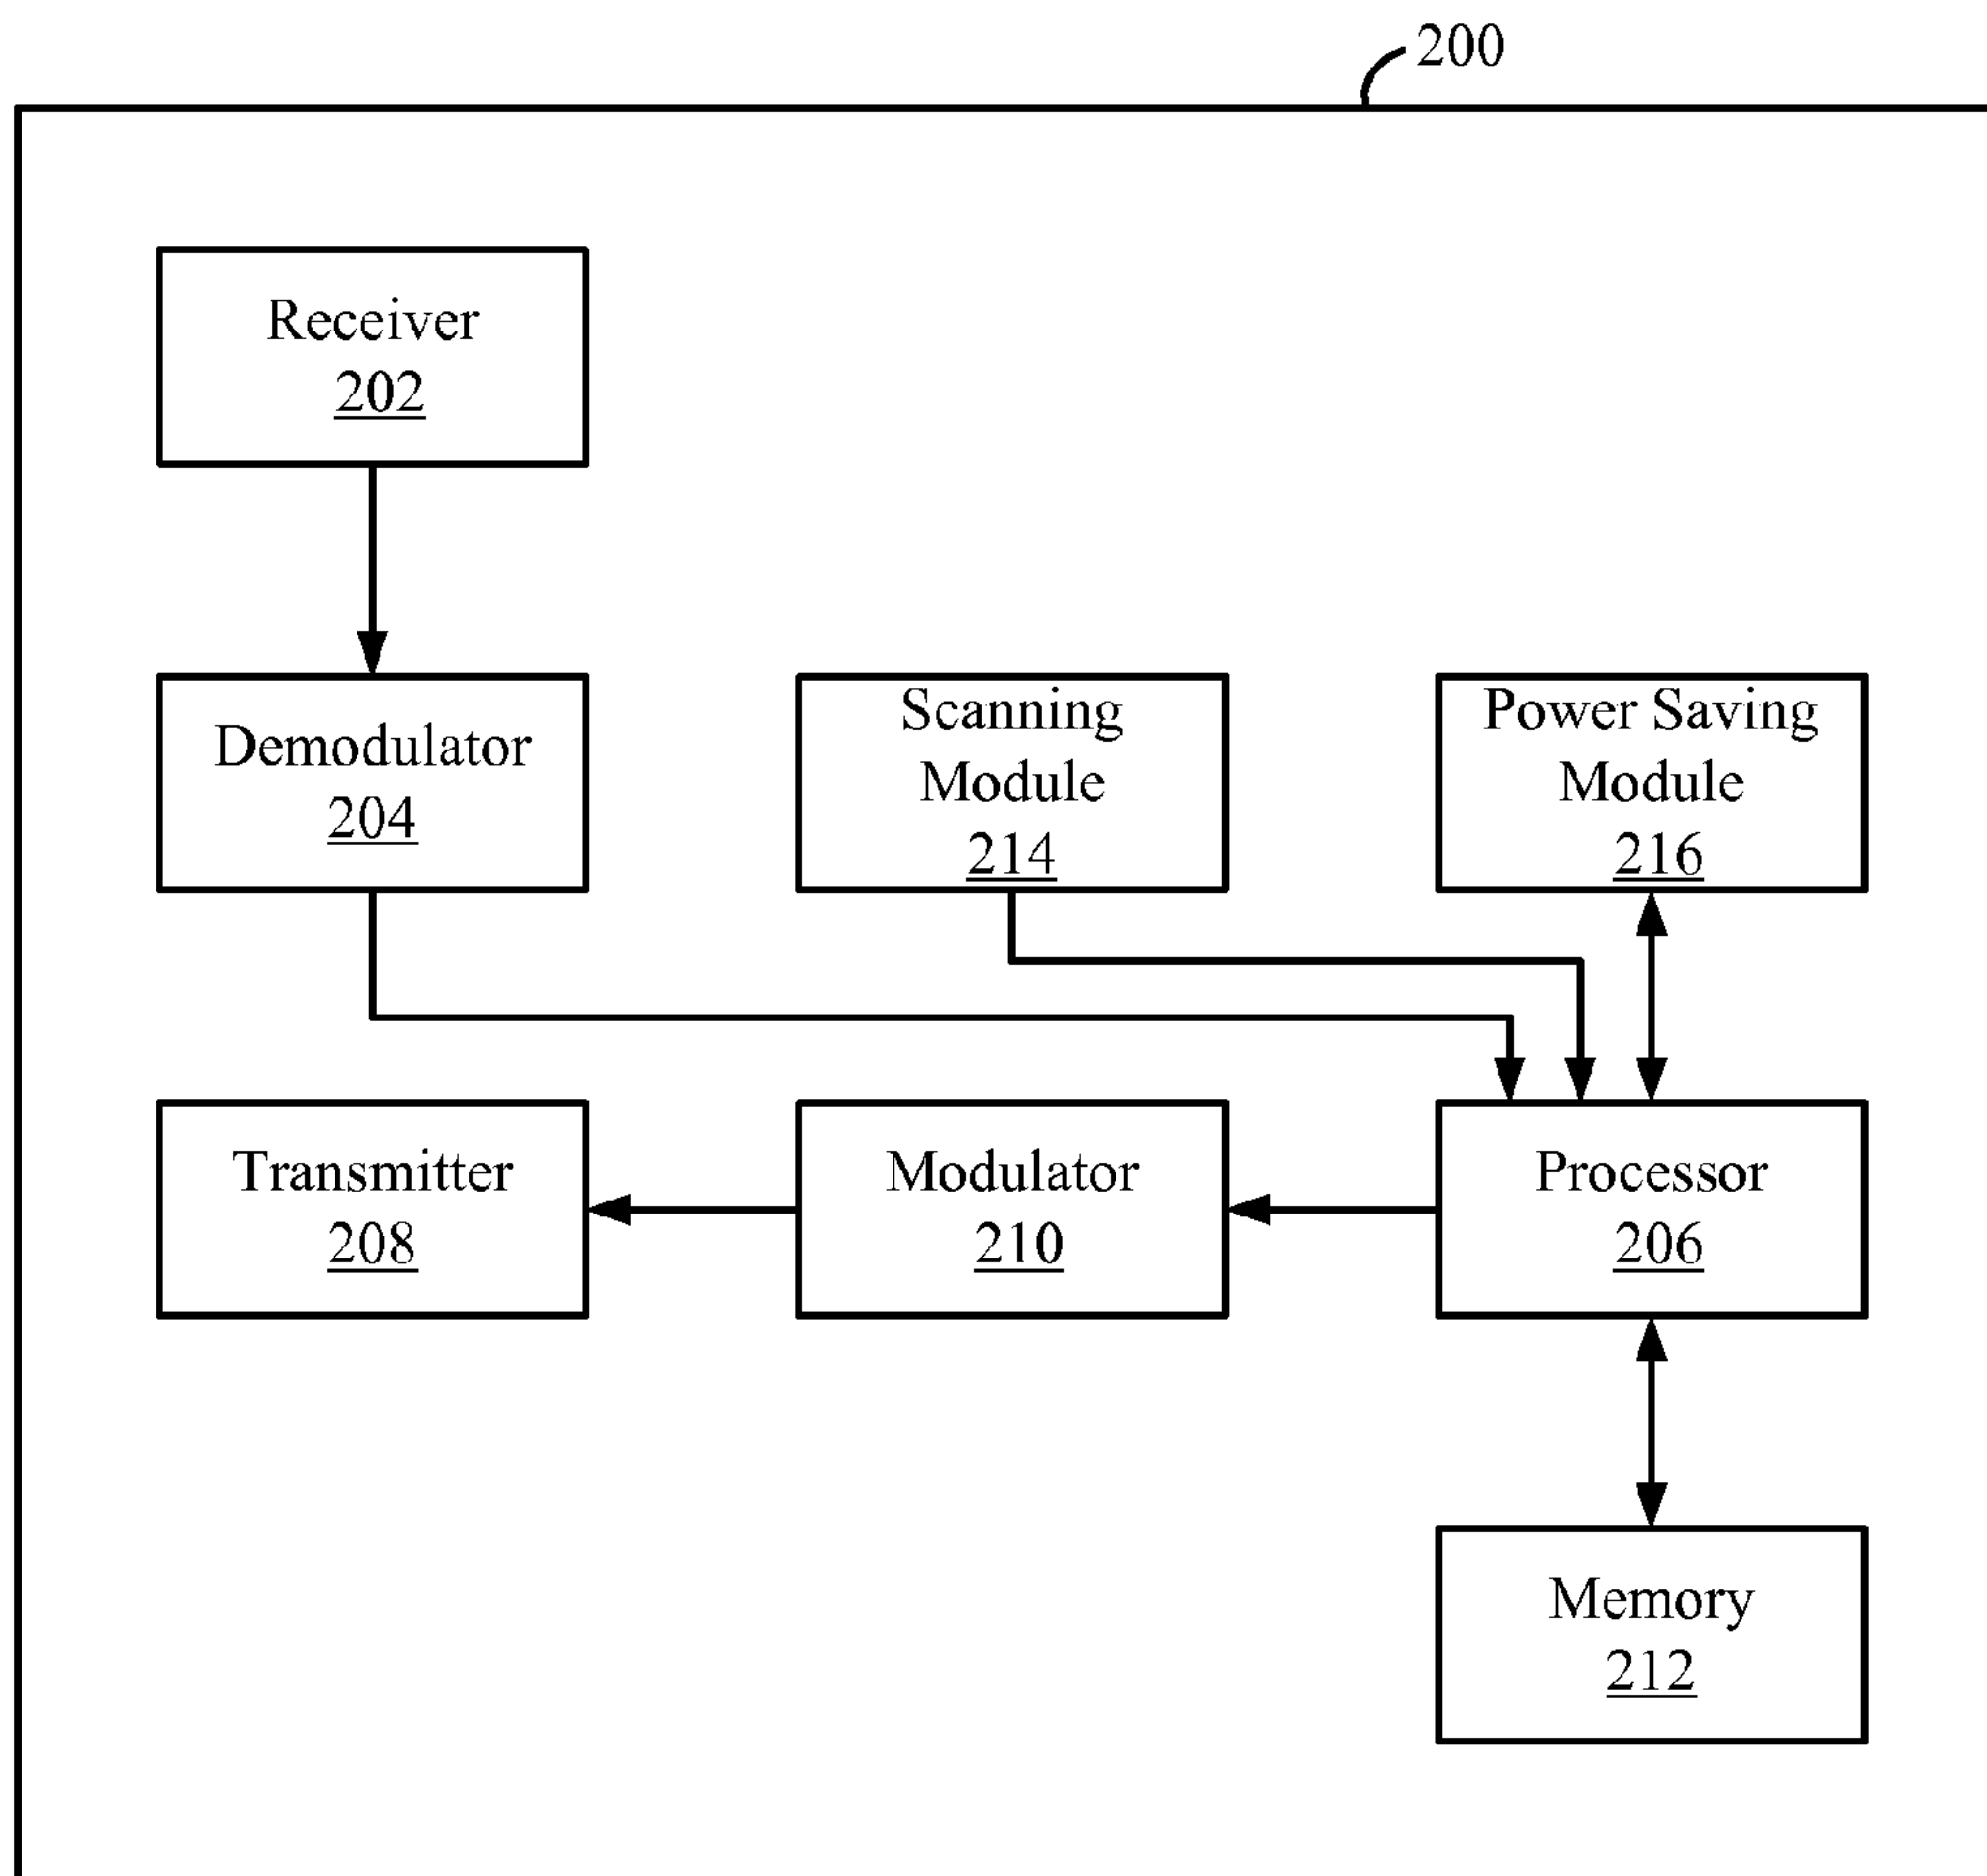 200
Receiver
202
Demodulator
204
Scanning
Module
214
Power Saving
Module
216
Transmitter
208
Modulator
210
Processor
206
Memory
212